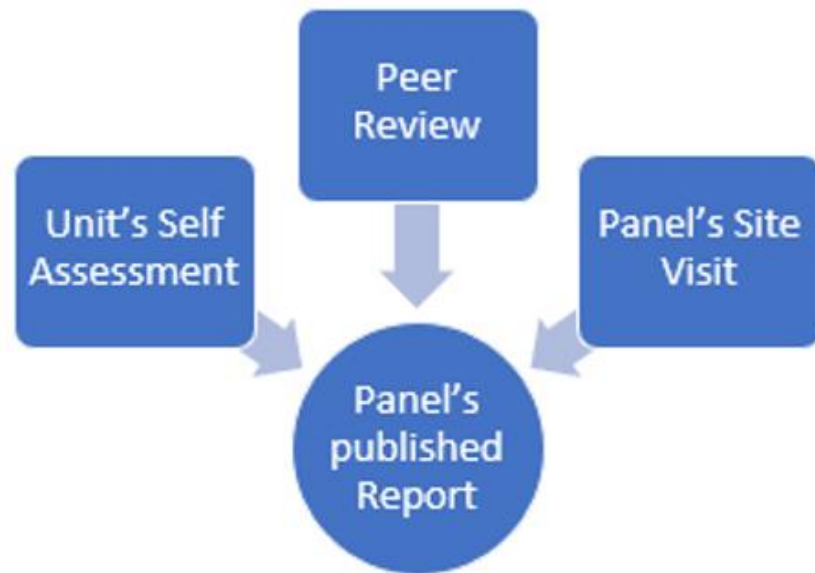 Peer
Review
Unit’s Self
Assessment
Panel’s Site
Visit
Panel’s
published
Report